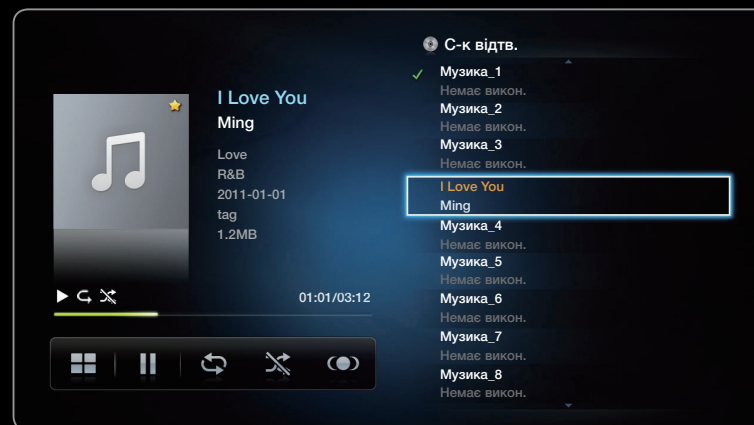 I Love You
Ming
Love
R&B
2011-01-01
tag
1.2MB
01:01/03:12
С-к відтв.
Музика_1
Немає викон.
Музика_2
Немає викон.
Музика_3
Немає викон.
I Love You
Ming
Музика_4
Немає викон.
Музика_5
Немає викон.
Музика_6
Немає викон.
Музика_7
Немає викон.
Музика_8
Немає викон.